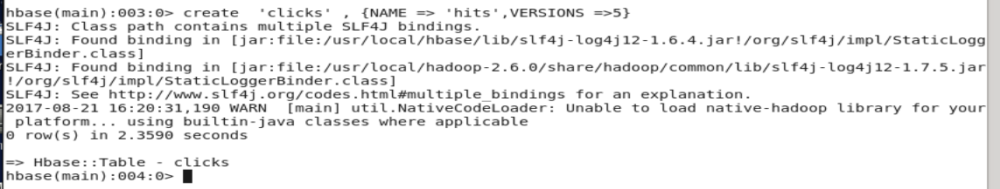 hbase(main):003:0> create  'clicks' , {NAME => 'hits',VERSIONS =>5}
SLF4J: Class path contains multiple SLF4J bindings.
SLF4J: Found binding in [jar:file:/usr/local/hbase/lib/slf4j-log4j12-1.6.4.jar!/org/slf4j/impl/StaticLogg
erBinder.class]
SLF4J: Found binding in [jar:file:/usr/local/hadoop-2.6.0/share/hadoop/common/lib/slf4j-log4j12-1.7.5.jar
!/org/slf4j/impl/StaticLoggerBinder.class]
SLF4J: See http://www.slf4j.org/codes.html#multiple_bindings for an explanation.
2017-08-21 16:20:31,190 WARN  [main] util.NativeCodeLoader: Unable to load native-hadoop library for your
 platform... using builtin-java classes where applicable
0 row(s) in 2.3590 seconds

=> Hbase::Table - clicks
hbase(main):004:0>